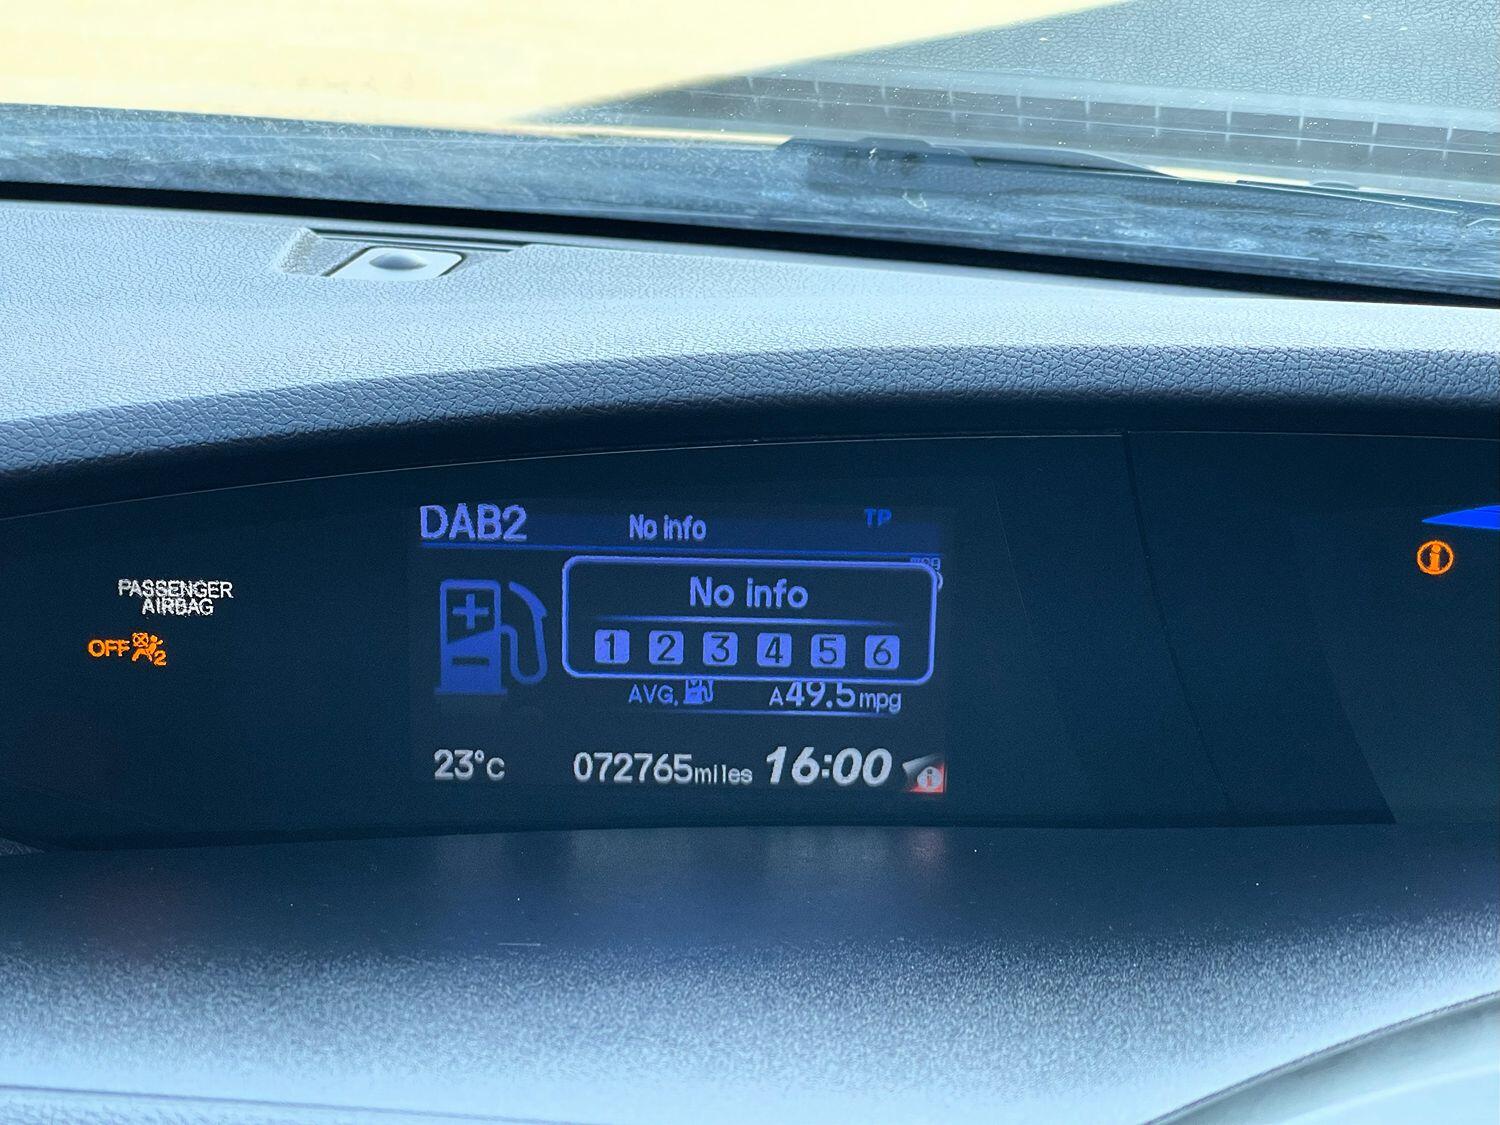 DAB2 No info TP
PASSENGER
AIRBAG
OFF 2
No info
1 2 3 4 5 6
AVG. A49.5mpg
23°C 072765miles 16:00